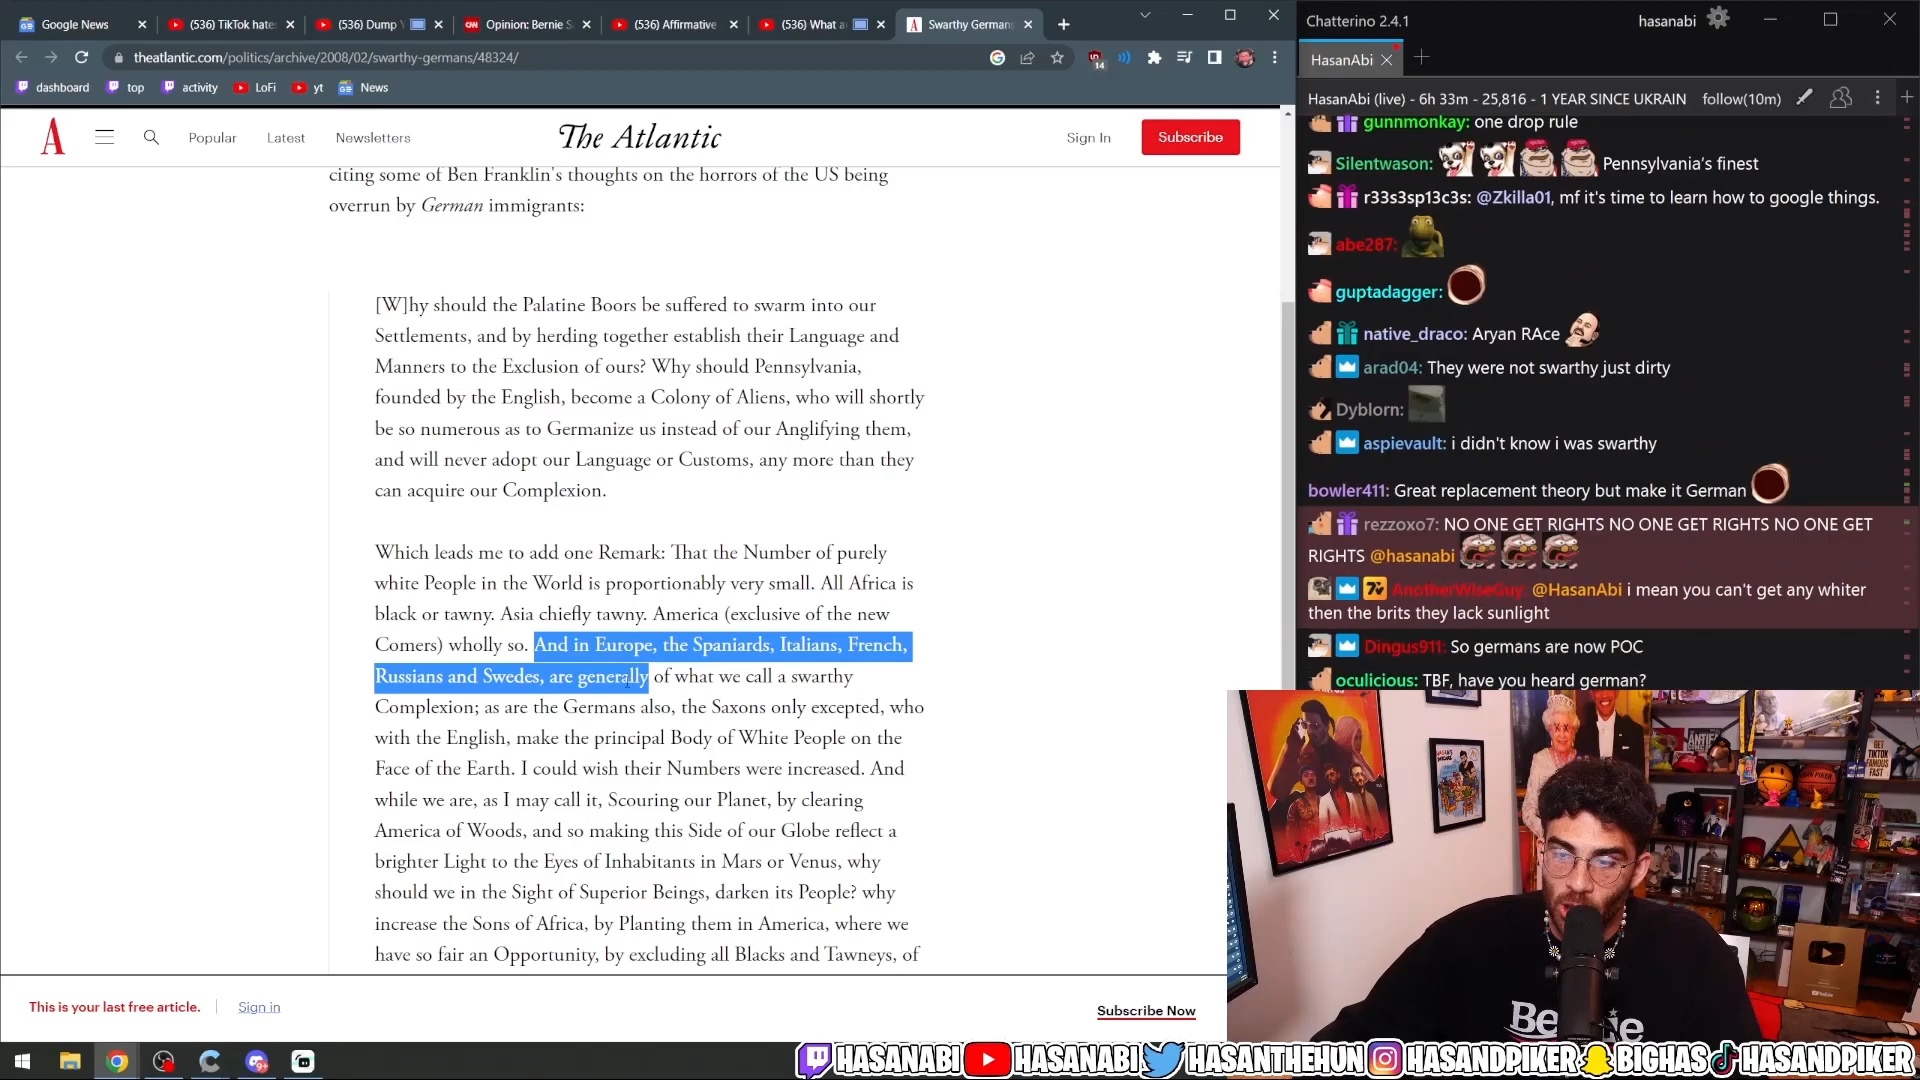 Google News
(536) TikTok hate
(536) Dump
Opinion: Bernie S
(536) Affirmative
(536) What a
Swarthy Germans
theatlantic.com/politics/archive/2008/02/swarthy-germans/48324/
14
dashboard
top
activity
LoFi
yt
News
Popular
Latest
Newsletters
The Atlantic
Sign In
Subscribe
citing some of Ben Franklin's thoughts on the horrors of the US being
overrun by German immigrants:
[W]hy should the Palatine Boors be suffered to swarm into our
Settlements, and by herding together establish their Language and
Manners to the Exclusion of ours? Why should Pennsylvania,
founded by the English, become a Colony of Aliens, who will shortly
be so numerous as to Germanize us instead of our Anglifying them,
and will never adopt our Language or Customs, any more than they
can acquire our Complexion.
Which leads me to add one Remark: That the Number of purely
white People in the World is proportionably very small. All Africa is
black or tawny. Asia chiefly tawny. America (exclusive of the new
Comers) wholly so. And in Europe, the Spaniards, Italians, French,
Russians and Swedes, are generally of what we call a swarthy
Complexion; as are the Germans also, the Saxons only excepted, who
with the English, make the principal Body of White People on the
Face of the Earth. I could wish their Numbers were increased. And
while we are, as I may call it, Scouring our Planet, by clearing
America of Woods, and so making this Side of our Globe reflect a
brighter Light to the Eyes of Inhabitants in Mars or Venus, why
should we in the Sight of Superior Beings, darken its People? why
increase the Sons of Africa, by Planting them in America, where we
have so fair an Opportunity, by excluding all Blacks and Tawneys, of
This is your last free article.
Sign in
Subscribe Now
Chatterino 2.4.1
hasanabi
HasanAbi
HasanAbi (live) - 6h 33m - 25,816 - 1 YEAR SINCE UKRAIN
follow(10m)
gunnmonkay: one drop rule
Silentwason: Pennsylvania's finest
r33s3sp13c3s: @Zkilla01, mf it's time to learn how to google things.
abe287:
guptadagger:
native_draco: Aryan RAce
arad04: They were not swarthy just dirty
Dyblorn:
aspievault: i didn't know i was swarthy
bowler411: Great replacement theory but make it German
rezzoxo7: NO ONE GET RIGHTS NO ONE GET RIGHTS NO ONE GET
RIGHTS @hasanabi
AnotherWiseGuy: @HasanAbi i mean you can't get any whiter
then the brits they lack sunlight
Dingus911: So germans are now POC
oculicious: TBF, have you heard german?
GET
TIKTOK
FAMOUS
FAST
HASANABI
HASANABI
HASANTHEHUN
HASANDPIKER
BIGHAS
HASANDPIKER